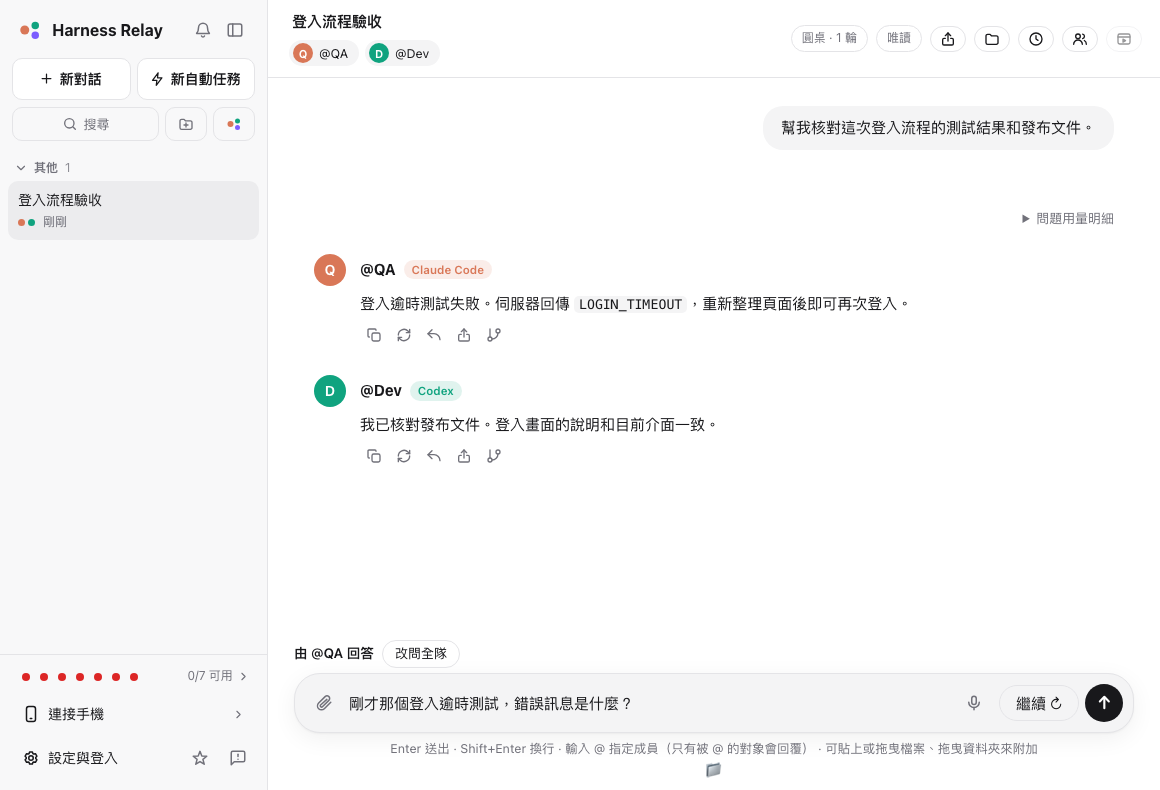 Harness Relay
新對話
新自動任務
搜尋
其他 1
登入流程驗收
剛剛
0/7 可用
連接手機
設定與登入
登入流程驗收
Q @QA D @Dev
圓桌 · 1 輪
唯讀
幫我核對這次登入流程的測試結果和發布文件。
▶ 問題用量明細
Q @QA Claude Code
登入逾時測試失敗。伺服器回傳 LOGIN_TIMEOUT ，重新整理頁面後即可再次登入。
D @Dev Codex
我已核對發布文件。登入畫面的說明和目前介面一致。
由 @QA 回答 改問全隊
剛才那個登入逾時測試，錯誤訊息是什麼？
繼續
Enter 送出 · Shift+Enter 換行 · 輸入 @ 指定成員（只有被 @ 的對象會回覆） · 可貼上或拖曳檔案、拖曳資料夾來附加